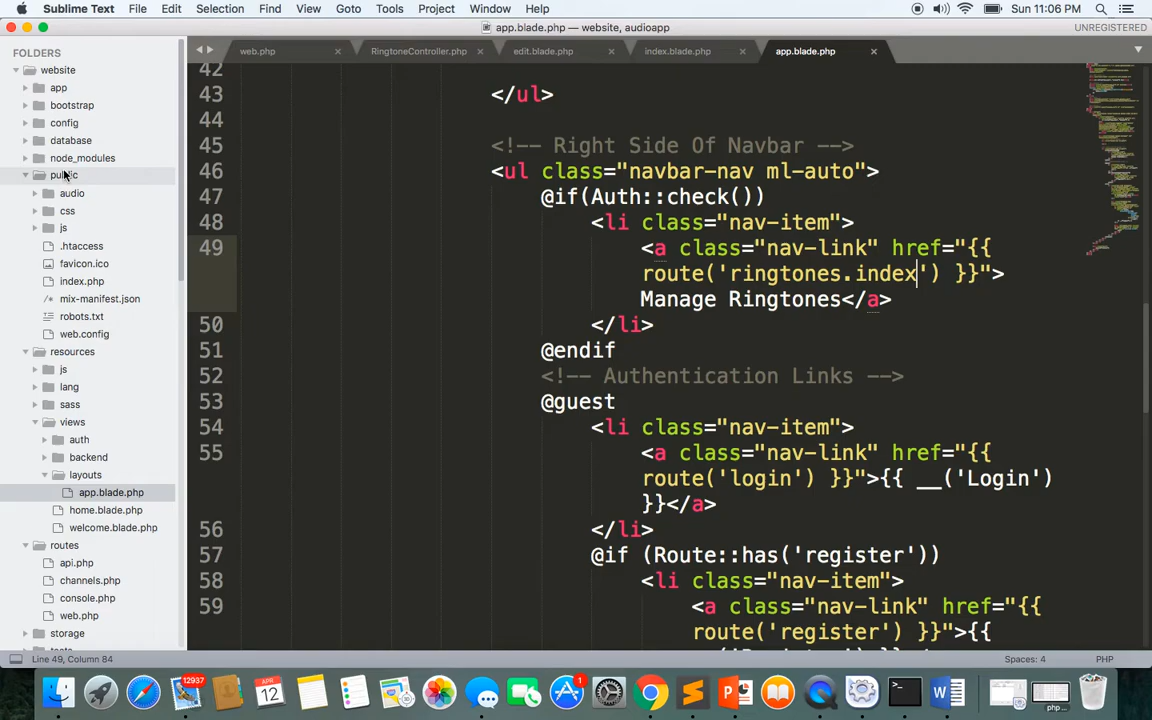 Sublime Text File Edit Selection Find View Goto Tools Project Window Help Sun 11:06 PM
app.blade.php — website, audioapp UNREGISTERED
FOLDERS
website
app
bootstrap
config
database
node_modules
public
audio
css
js
.htaccess
favicon.ico
index.php
mix-manifest.json
robots.txt
web.config
resources
js
lang
sass
views
auth
backend
layouts
app.blade.php
home.blade.php
welcome.blade.php
routes
api.php
channels.php
console.php
web.php
storage
web.php RingtoneController.php edit.blade.php index.blade.php app.blade.php
42
43 </ul>
44
45 <!-- Right Side Of Navbar -->
46 <ul class="navbar-nav ml-auto">
47 @if(Auth::check())
48 <li class="nav-item">
49 <a class="nav-link" href="{{
route('ringtones.index') }}">
Manage Ringtones</a>
50 </li>
51 @endif
52 <!-- Authentication Links -->
53 @guest
54 <li class="nav-item">
55 <a class="nav-link" href="{{
route('login') }}">{{ __('Login')
}}</a>
56 </li>
57 @if (Route::has('register'))
58 <li class="nav-item">
59 <a class="nav-link" href="{{
route('register') }}">{{
Line 49, Column 84 Spaces: 4 PHP
12937
APR
12
1
php